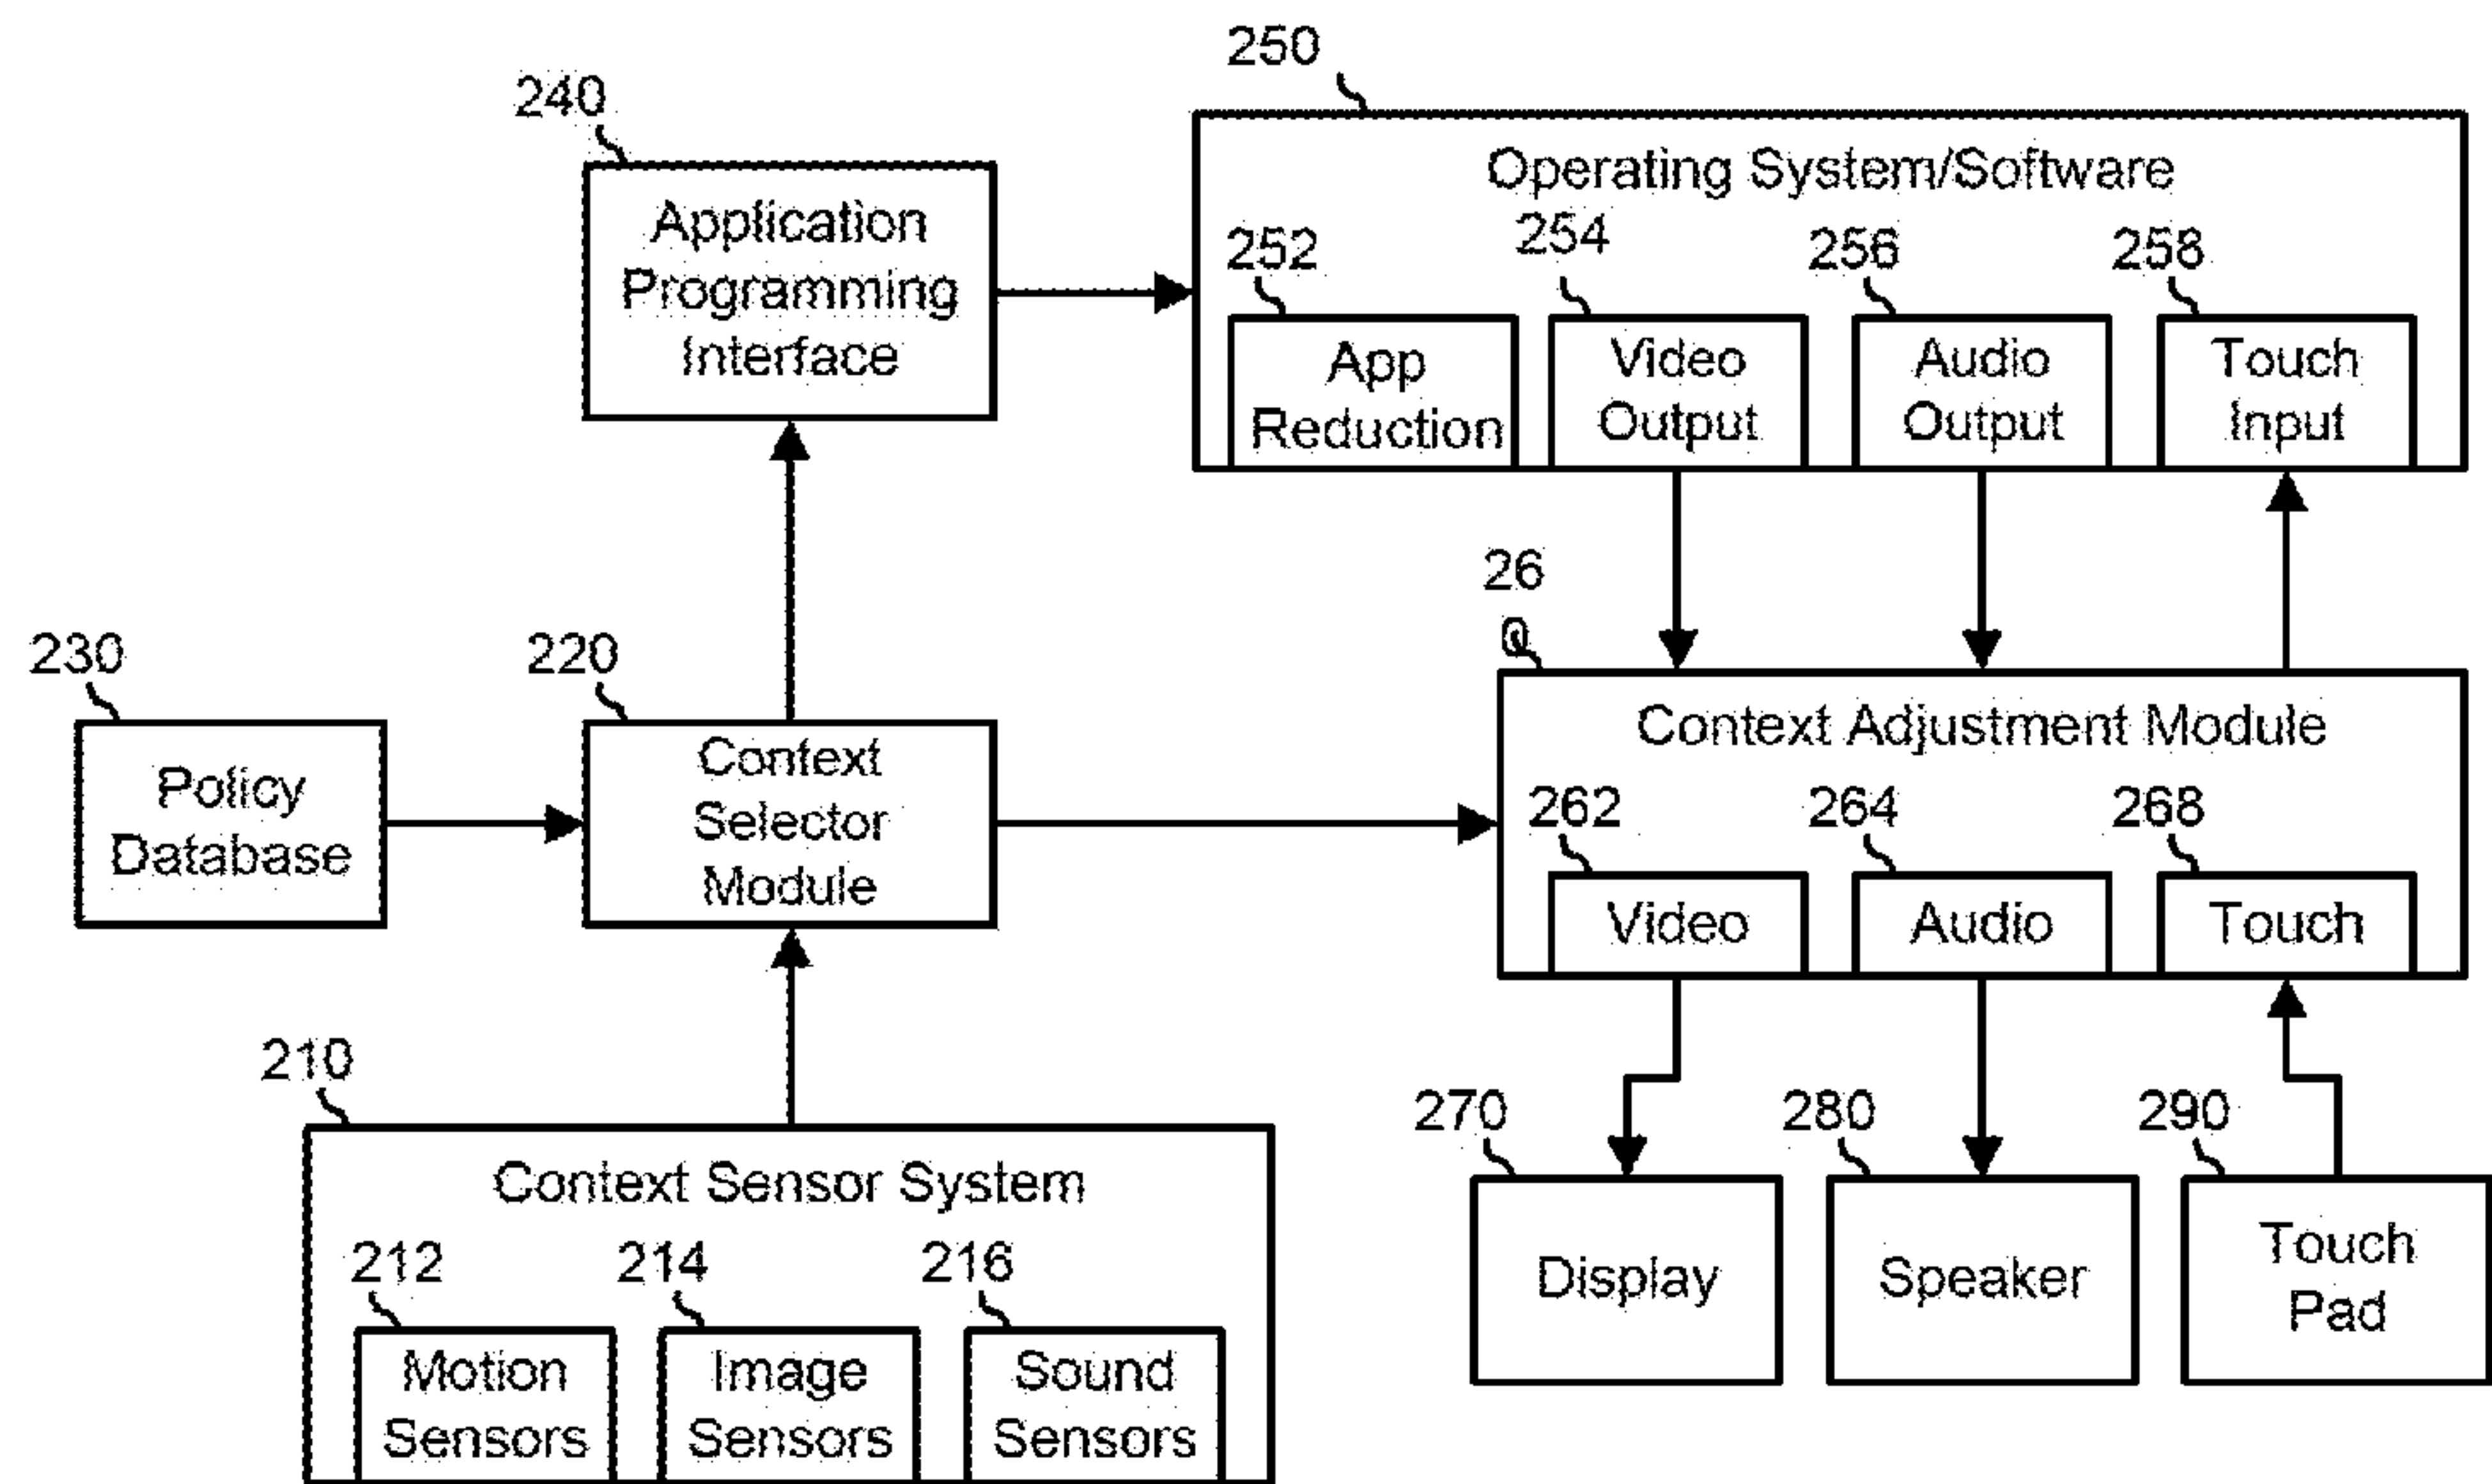 250
240
Operating System/Software
Application
Programming
Interface
252
254
256
258
App
Reduction
Video
Output
Audio
Output
Touch
Input
26
0
230
220
Policy
Database
Context
Selector
Module
Context Adjustment Module
262
264
268
Video
Audio
Touch
210
270
280
290
Context Sensor System
Display
Speaker
Touch
Pad
212
214
216
Motion
Sensors
Image
Sensors
Sound
Sensors